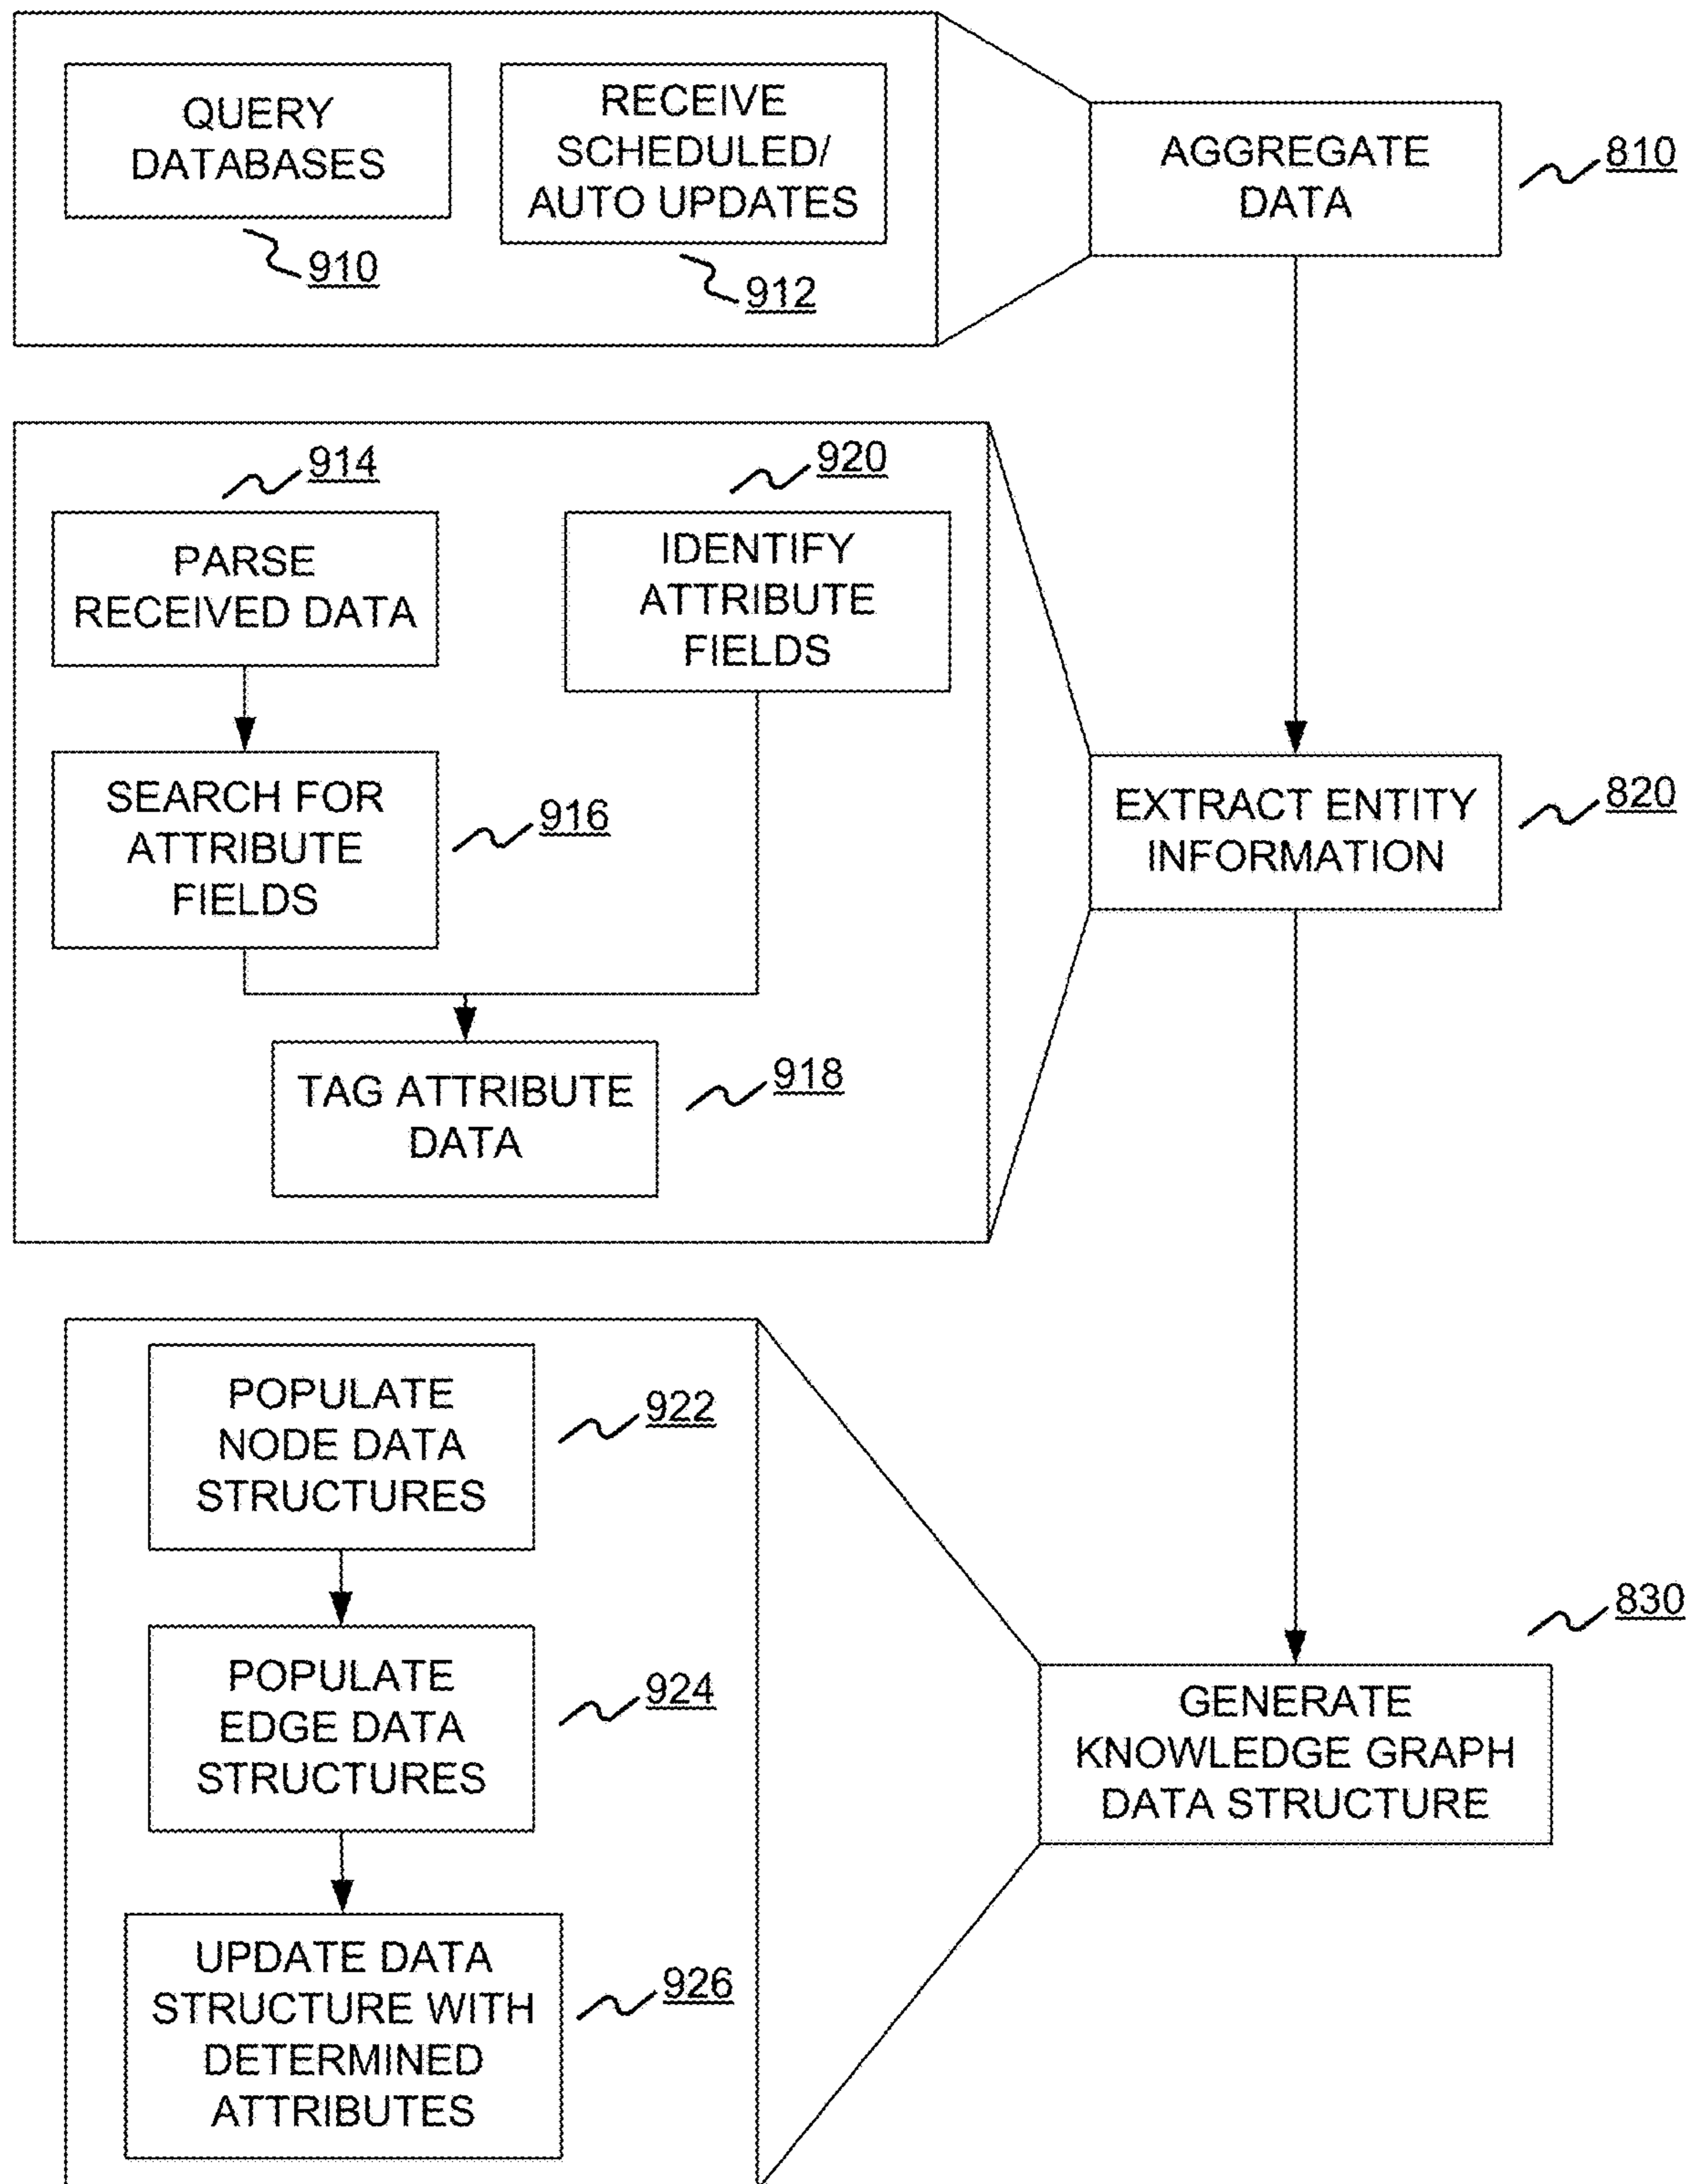 QUERY
DATABASES
910
RECEIVE
SCHEDULED/
AUTO UPDATES
912
AGGREGATE
DATA
810
914
PARSE
RECEIVED DATA
920
IDENTIFY
ATTRIBUTE
FIELDS
SEARCH FOR
ATTRIBUTE
FIELDS
916
TAG ATTRIBUTE
DATA
918
EXTRACT ENTITY
INFORMATION
820
POPULATE
NODE DATA
STRUCTURES
922
POPULATE
EDGE DATA
STRUCTURES
924
UPDATE DATA
STRUCTURE WITH
DETERMINED
ATTRIBUTES
926
830
GENERATE
KNOWLEDGE GRAPH
DATA STRUCTURE